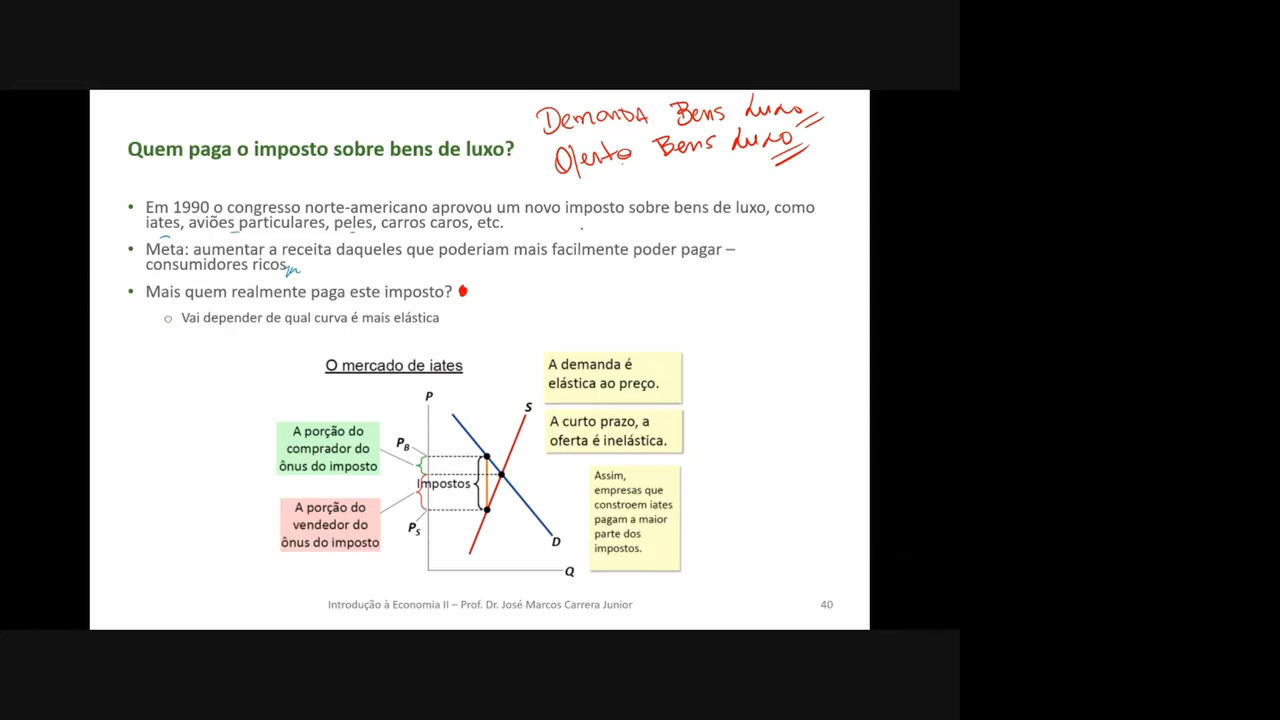 Demanda Bens Luxo
Oferta Bens Luxo
Quem paga o imposto sobre bens de luxo?
• Em 1990 o congresso norte-americano aprovou um novo imposto sobre bens de luxo, como
iates, aviões particulares, peles, carros caros, etc.
• Meta: aumentar a receita daqueles que poderiam mais facilmente poder pagar –
consumidores ricos
• Mais quem realmente paga este imposto?
o Vai depender de qual curva é mais elástica
O mercado de iates
A demanda é
elástica ao preço.
P
S
A curto prazo, a
oferta é inelástica.
A porção do
comprador do
ônus do imposto
PB
Impostos
Assim,
empresas que
constroem iates
pagam a maior
parte dos
impostos.
A porção do
vendedor do
ônus do imposto
PS
D
Q
Introdução à Economia II – Prof. Dr. José Marcos Carrera Junior
40